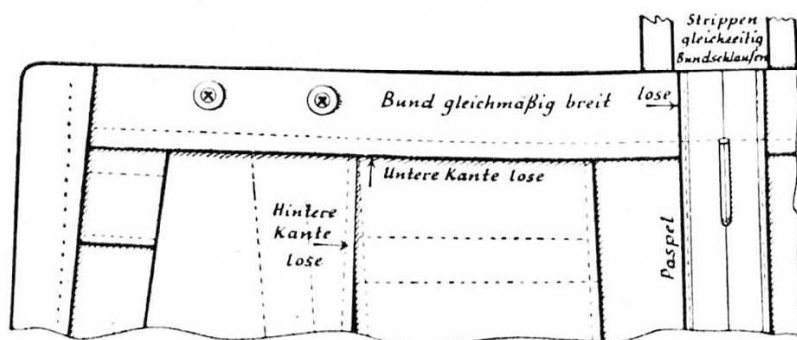 Strippen
gleichzeitig
Bundschlaufen
Bund gleichmäßig breit
lose
Untere Kante lose
Hintere
Kante
lose
Paspel